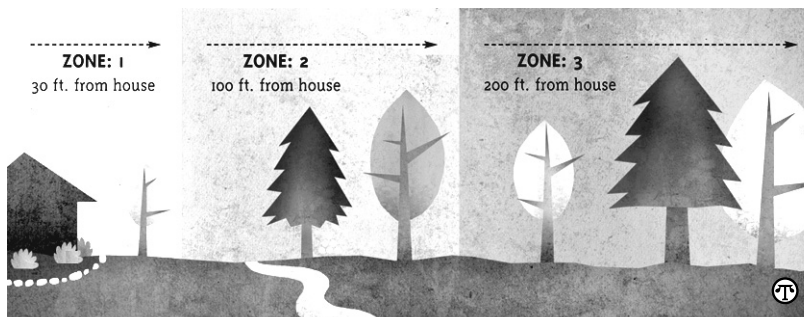 ZONE: 1
30 ft. from house
ZONE: 2
100 ft. from house
ZONE: 3
200 ft. from house